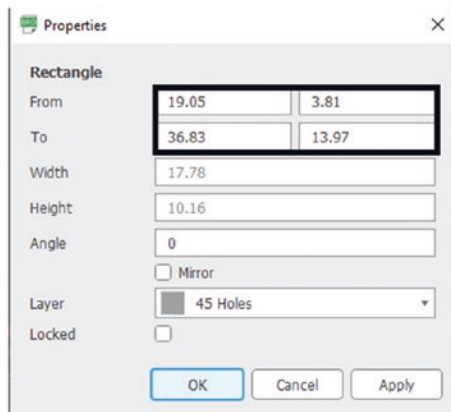 Properties
Rectangle
From 19.05 3.81
To 36.83 13.97
Width 17.78
Height 10.16
Angle 0
Mirror
Layer 45 Holes
Locked
OK Cancel Apply